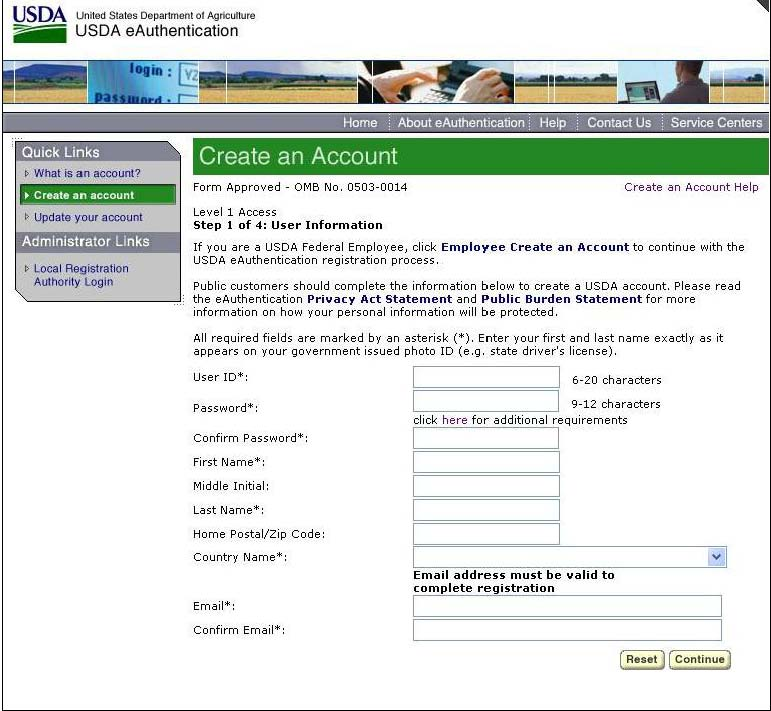 USDA
United States Department of Agriculture
USDA eAuthentication
login :
password :
Home
About eAuthentication
Help
Contact Us
Service Centers
Quick Links
What is an account?
Create an account
Update your account
Administrator Links
Local Registration
Authority Login
Create an Account
Form Approved - OMB No. 0503-0014
Create an Account Help
Level 1 Access
Step 1 of 4: User Information
If you are a USDA Federal Employee, click Employee Create an Account to continue with the
USDA eAuthentication registration process.
Public customers should complete the information below to create a USDA account. Please read
the eAuthentication Privacy Act Statement and Public Burden Statement for more
information on how your personal information will be protected.
All required fields are marked by an asterisk (*). Enter your first and last name exactly as it
appears on your government issued photo ID (e.g. state driver's license).
User ID*:
6-20 characters
Password*:
9-12 characters
click here for additional requirements
Confirm Password*:
First Name*:
Middle Initial:
Last Name*:
Home Postal/Zip Code:
Country Name*:
Email address must be valid to
complete registration
Email*:
Confirm Email*:
Reset
Continue